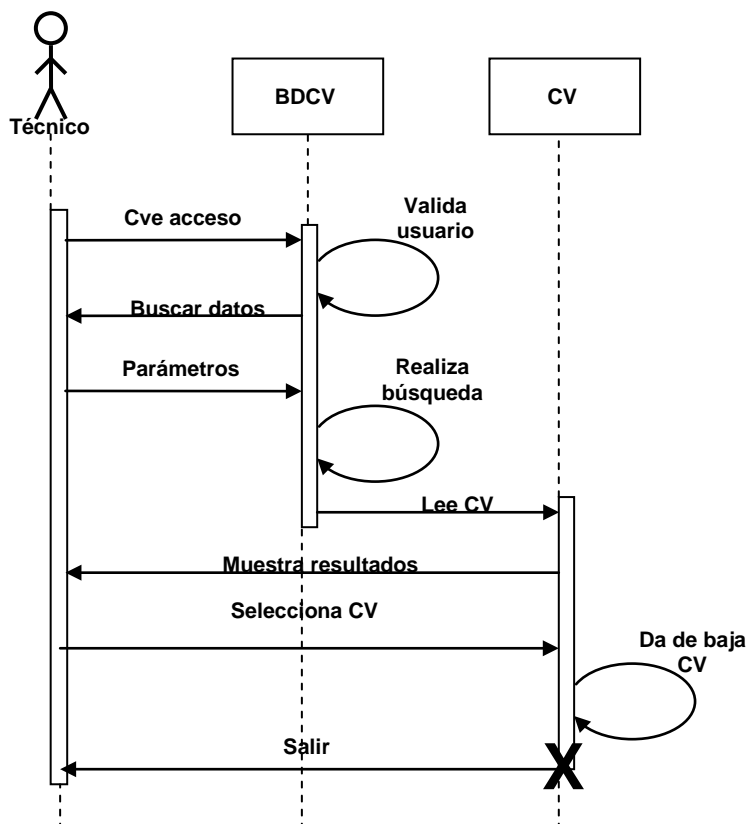 Técnico
BDCV
CV
Cve acceso
Valida
usuario
Buscar datos
Parámetros
Realiza
búsqueda
Lee CV
Muestra resultados
Selecciona CV
Da de baja
CV
Salir
X